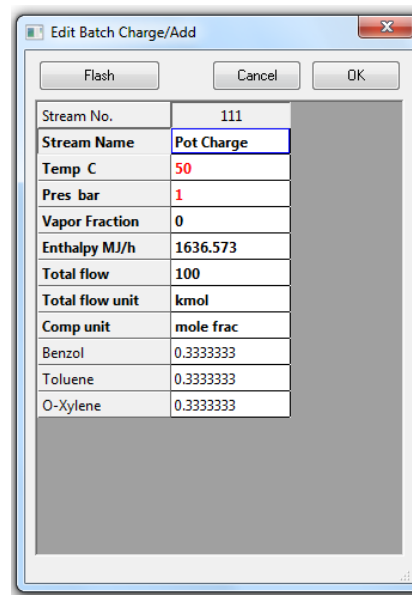 Edit Batch Charge/Add
Flash Cancel OK
Stream No. 111
Stream Name Pot Charge
Temp C 50
Pres bar 1
Vapor Fraction 0
Enthalpy MJ/h 1636.573
Total flow 100
Total flow unit kmol
Comp unit mole frac
Benzol 0.3333333
Toluene 0.3333333
O-Xylene 0.3333333